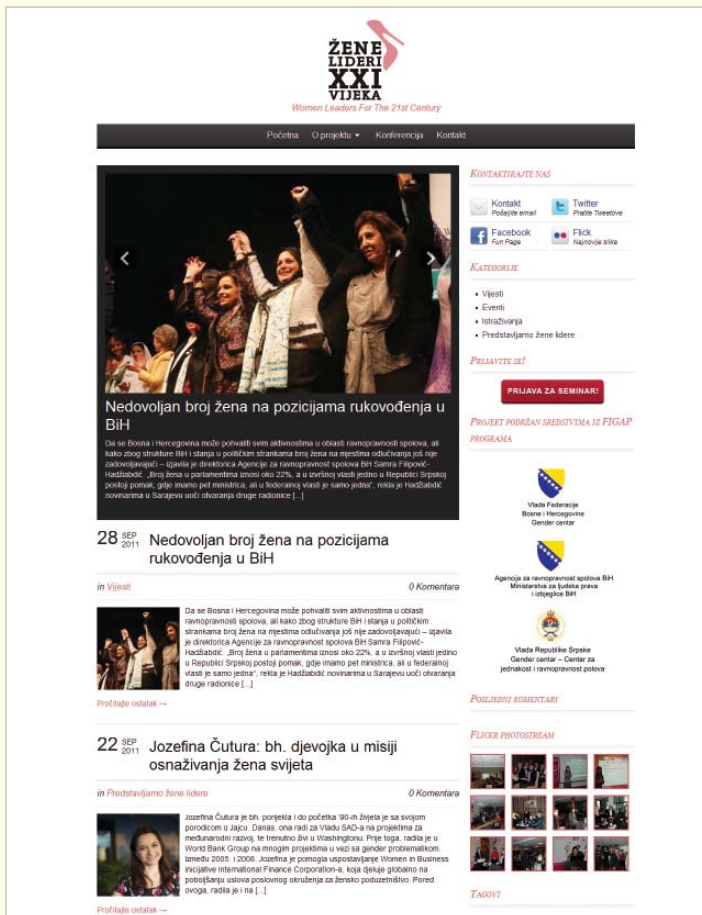 ŽENE
LIDERI
XXI
VIJEKA
Women Leaders For The 21st Century
Početna O projektu Konferencija Kontakt
Nedovoljan broj žena na pozicijama rukovođenja u
BiH
Da se Bosna i Hercegovina može pohvaliti svim aktivnostima u oblasti ravnopravnosti spolova, ali
kako zbog strukture BiH i stanja u političkim strankama broj žena na mjestima odlučivanja još nije
zadovoljavajući – izjavila je direktorica Agencije za ravnopravnost spolova BiH Samra Filipović-
Hadžiabdić. „Broj žena u parlamentima iznosi oko 22%, a u izvršnoj vlasti jedino u Republici Srpskoj
postoji pomak, gdje imamo pet ministrica, ali u federalnoj vlasti je samo jedna“, rekla je Hadžiabdić
novinarima u Sarajevu uoči otvaranja druge radionice [...]
28 SEP
2011
Nedovoljan broj žena na pozicijama
rukovođenja u BiH
in Vijesti 0 Komentara
Da se Bosna i Hercegovina može pohvaliti svim aktivnostima u oblasti
ravnopravnosti spolova, ali kako zbog strukture BiH i stanja u političkim
strankama broj žena na mjestima odlučivanja još nije zadovoljavajući – izjavila
je direktorica Agencije za ravnopravnost spolova BiH Samra Filipović-
Hadžiabdić. „Broj žena u parlamentima iznosi oko 22%, a u izvršnoj vlasti jedino
u Republici Srpskoj postoji pomak, gdje imamo pet ministrica, ali u federalnoj
vlasti je samo jedna“, rekla je Hadžiabdić novinarima u Sarajevu uoči otvaranja
druge radionice [...]
Pročitajte ostatak →
22 SEP
2011
Jozefina Čutura: bh. djevojka u misiji
osnaživanja žena svijeta
in Predstavljamo žene lidere 0 Komentara
Jozefina Čutura je bh. porijekla i do početka '90-ih živjela je sa svojom
porodicom u Jajcu. Danas, ona radi za Vladu SAD-a na projektima za
međunarodni razvoj, te trenutno živi u Washingtonu. Prije toga, radila je u
World Bank Group na mnogim projektima u vezi sa gender problematikom.
Između 2005. i 2008. Jozefina je pomogla uspostavljanje Women in Business
inicijative International Finance Corporation-a, koja djeluje globalno na
poboljšanju uslova poslovnog okruženja za žensko poduzetništvo. Pored
ovoga, radila je i na [...]
Pročitajte ostatak →
KONTAKTIRAJTE NAS
Kontakt
Pošaljite email
Twitter
Pratite Tweetove
Facebook
Fun Page
Flick
Najnovije slike
KATEGORIJE
• Vijesti
• Eventi
• Istraživanja
• Predstavljamo žene lidere
PRIJAVITE SE!
PRIJAVA ZA SEMINAR!
PROJEKT PODRŽAN SREDSTVIMA IZ FIGAP
PROGRAMA
Vlada Federacije
Bosne i Hercegovine
Gender centar
Agencija za ravnopravnost spolova BiH
Ministarstva za ljudska prava
i izbjeglice BiH
Vlada Republike Srpske
Gender centar – Centar za
jednakost i ravnopravnost polova
POSLJEDNI KOMENTARI
FLICKR PHOTOSTREAM
TAGOVI